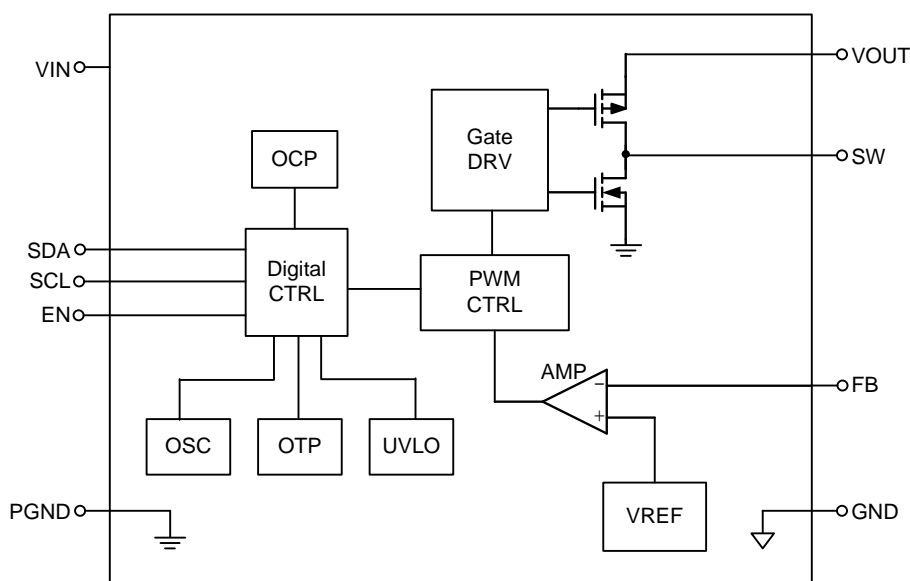 VIN
VOUT
Gate
DRV
OCP
SW
SDA
SCL
EN
Digital
CTRL
PWM
CTRL
AMP
−
+
FB
OSC
OTP
UVLO
PGND
VREF
GND